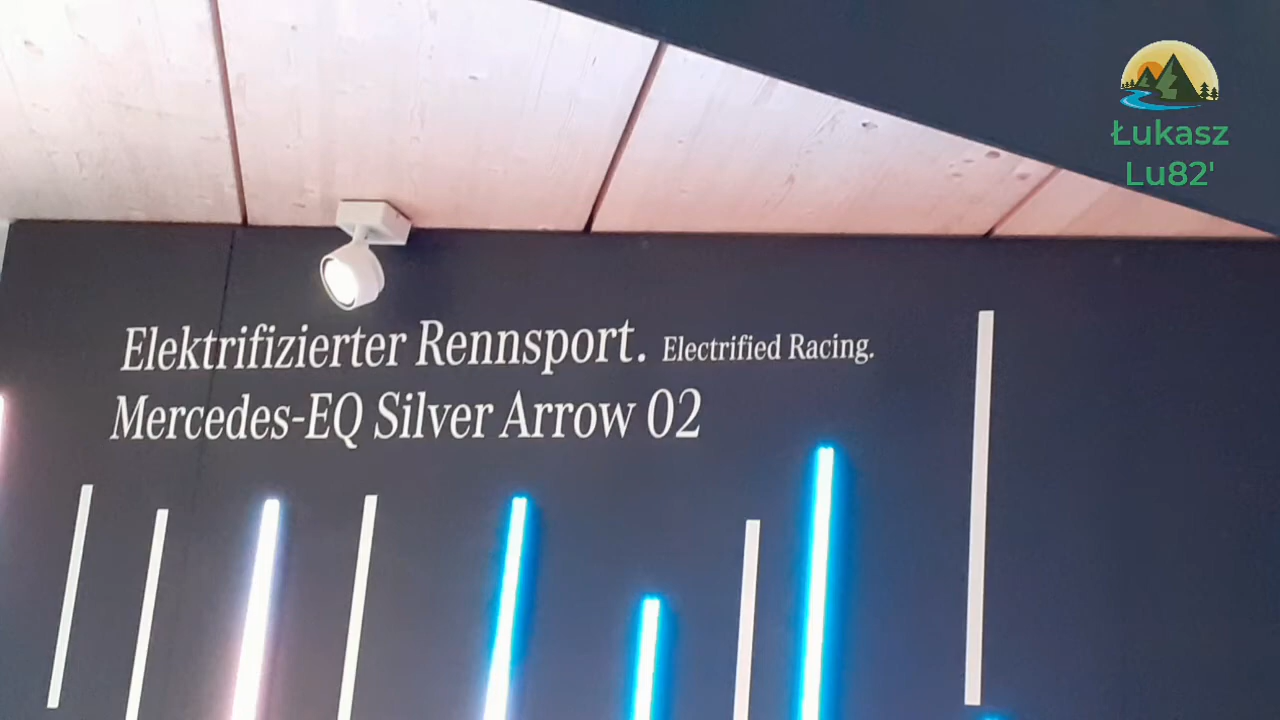 Łukasz
Lu82'
Elektrifizierter Rennsport. Electrified Racing.
Mercedes-EQ Silver Arrow 02